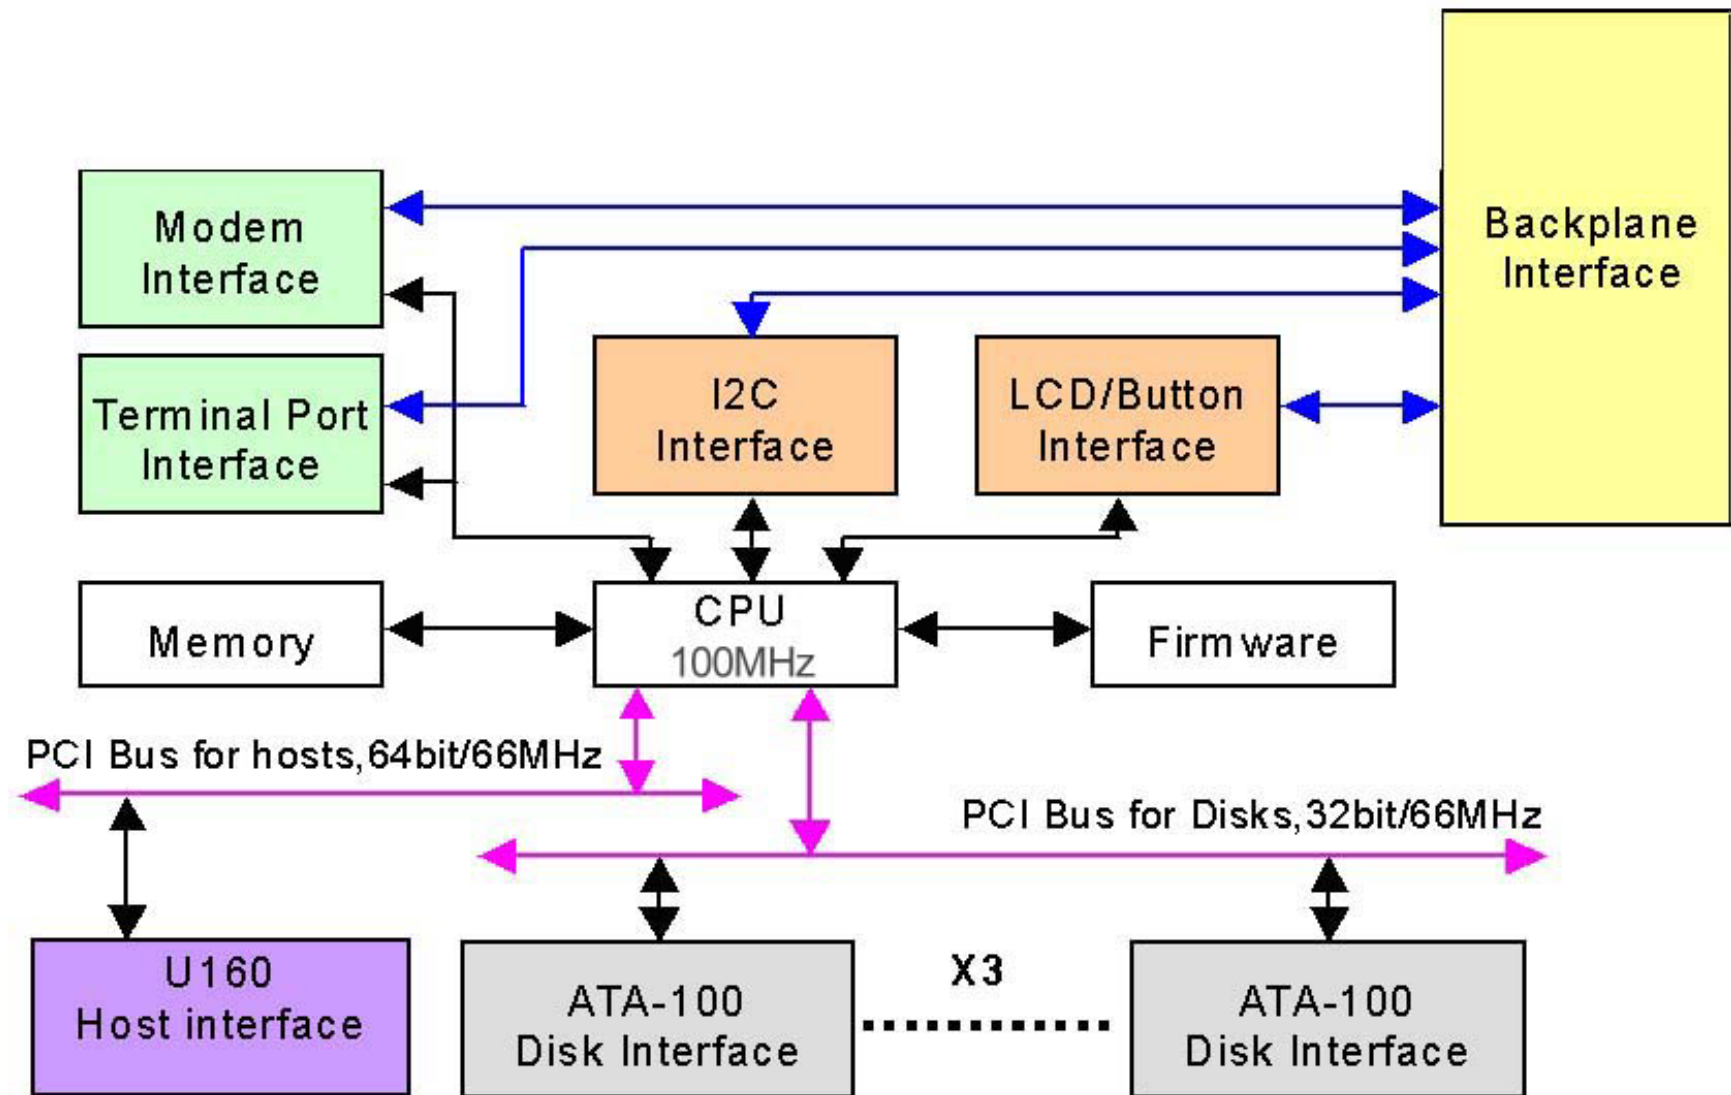 Backplane
Interface
Modem
Interface
I2C
Interface
LCD/Button
Interface
Terminal Port
Interface
Memory
CPU
100MHz
Firmware
PCI Bus for hosts,64bit/66MHz
PCI Bus for Disks,32bit/66MHz
U160
Host interface
ATA-100
Disk Interface
X3
ATA-100
Disk Interface